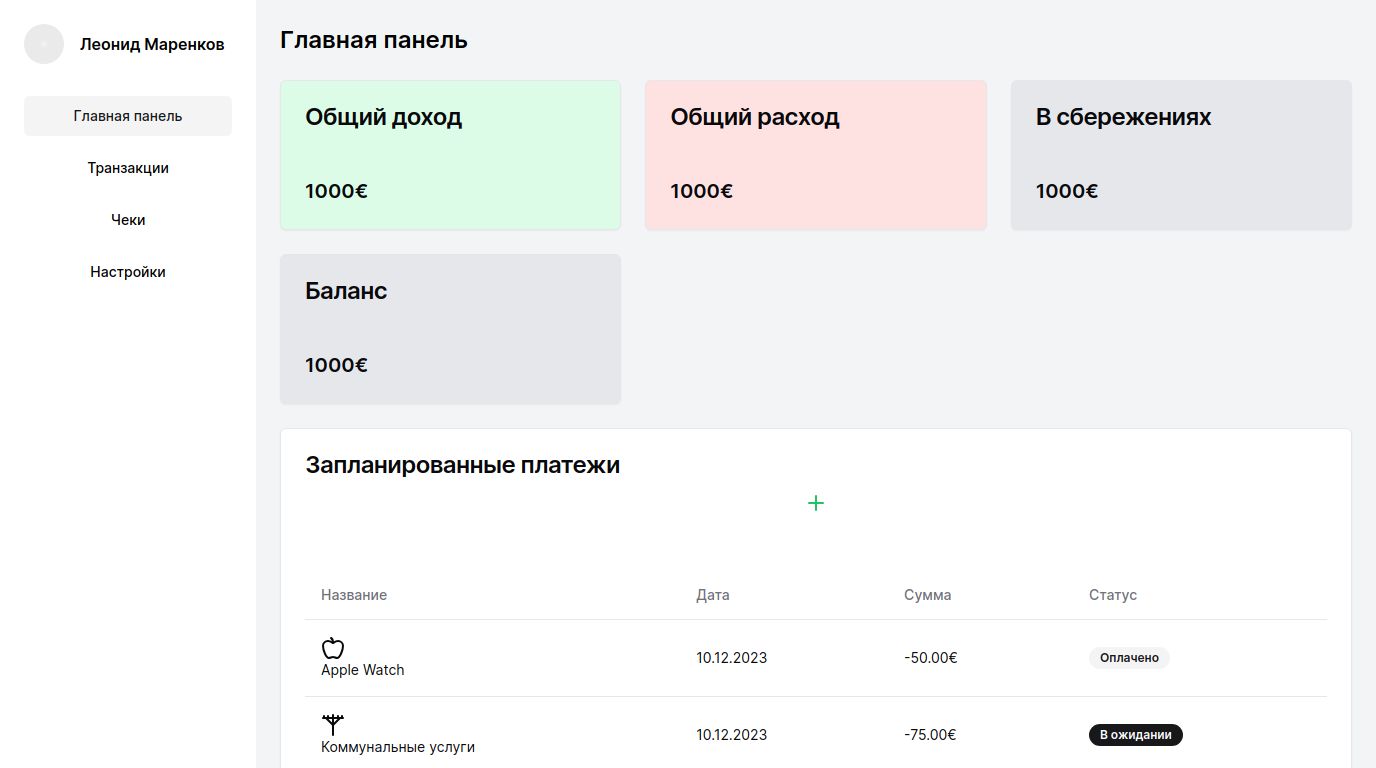 Леонид Маренков
Главная панель
Транзакции
Чеки
Настройки
Главная панель
Общий доход
1000€
Общий расход
1000€
В сбережениях
1000€
Баланс
1000€
Запланированные платежи
Название Дата Сумма Статус
Apple Watch 10.12.2023 -50.00€ Оплачено
Коммунальные услуги 10.12.2023 -75.00€ В ожидании